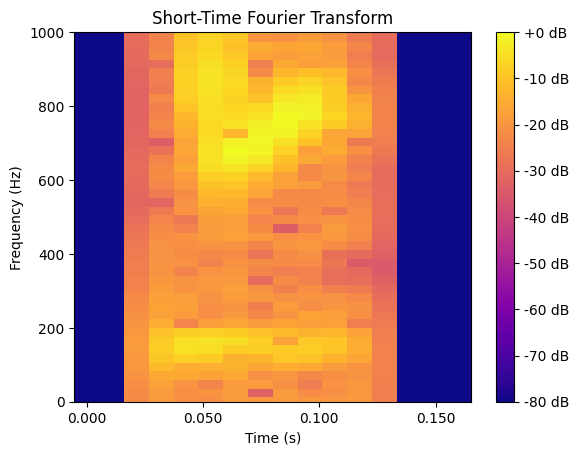 Short-Time Fourier Transform
Frequency (Hz)
1000
800
600
400
200
0
0.000
0.050
0.100
0.150
Time (s)
+0 dB
-10 dB
-20 dB
-30 dB
-40 dB
-50 dB
-60 dB
-70 dB
-80 dB